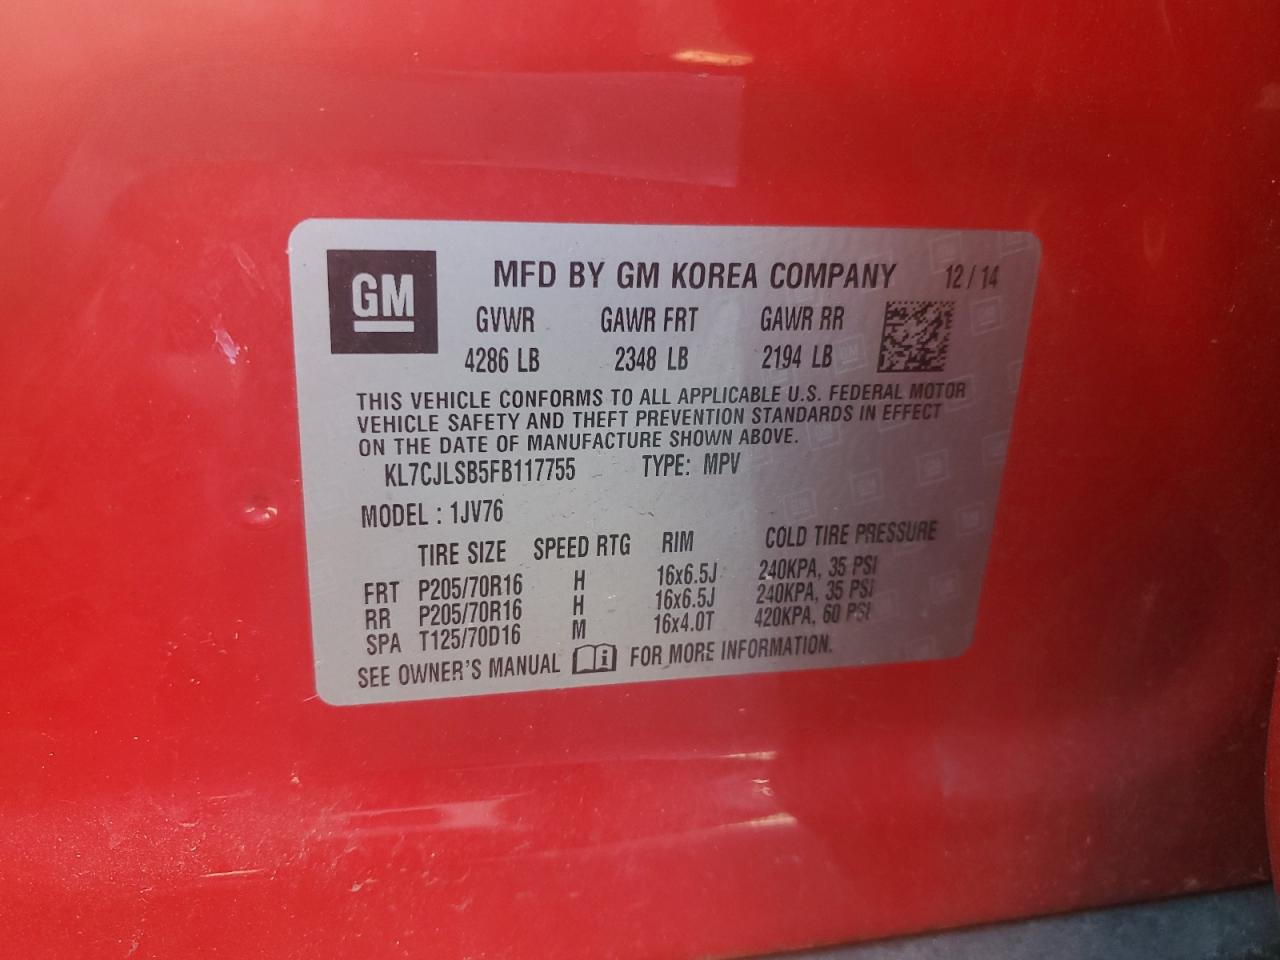 GM
MFD BY GM KOREA COMPANY 12 / 14
GVWR GAWR FRT GAWR RR
4286 LB 2348 LB 2194 LB
THIS VEHICLE CONFORMS TO ALL APPLICABLE U.S. FEDERAL MOTOR
VEHICLE SAFETY AND THEFT PREVENTION STANDARDS IN EFFECT
ON THE DATE OF MANUFACTURE SHOWN ABOVE.
KL7CJLSB5FB117755 TYPE: MPV
MODEL : 1JV76
TIRE SIZE SPEED RTG RIM COLD TIRE PRESSURE
FRT P205/70R16 H 16x6.5J 240KPA, 35 PSI
RR P205/70R16 H 16x6.5J 240KPA, 35 PSI
SPA T125/70D16 M 16x4.0T 420KPA, 60 PSI
SEE OWNER'S MANUAL FOR MORE INFORMATION.